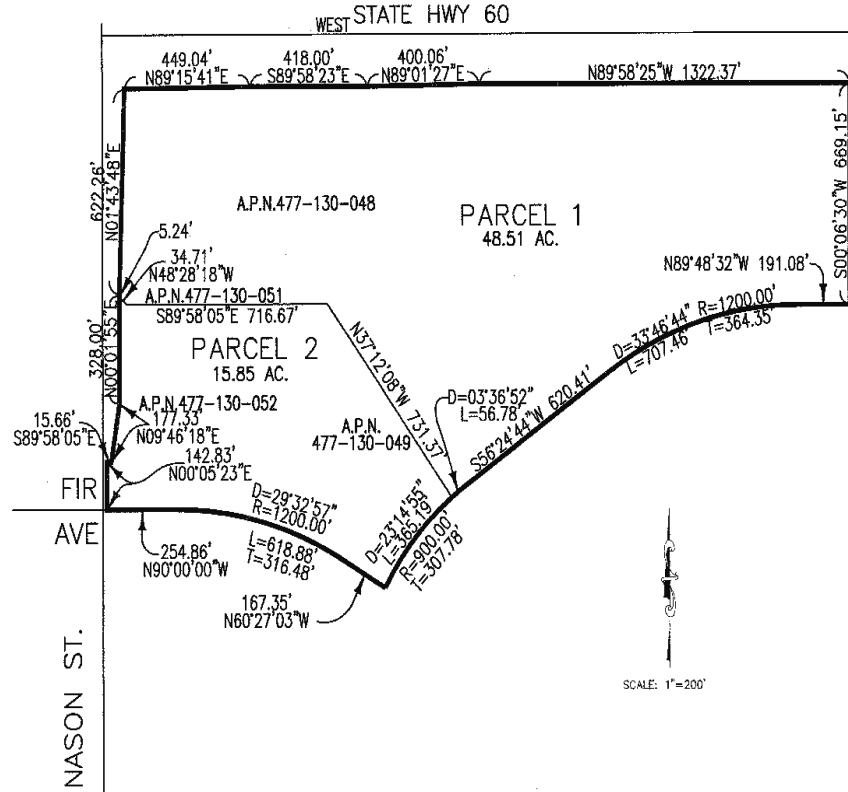 WEST STATE HWY 60
449.04'
N89°15'41"E
418.00'
S89°58'23"E
400.06'
N89°01'27"E
N89°58'25"W 1322.37'
622.26'
N01°43'48"E
A.P.N.477-130-048
PARCEL 1
48.51 AC.
S00°06'30"W 669.15'
5.24'
34.71'
N48°28'18"W
N89°48'32"W 191.08'
A.P.N.477-130-051
S89°58'05"E 716.67'
328.00'
N00°01'55"E
PARCEL 2
15.85 AC.
N37°12'08"W 731.37'
D=33°46'44"
R=1200.00'
L=707.46'
T=364.35'
A.P.N.477-130-052
15.66'
S89°58'05"E
177.33'
N09°46'18"E
A.P.N.
477-130-049
D=03°36'52"
L=56.78'
S56°24'44"W 620.41'
142.83'
N00°05'23"E
FIR
AVE
D=29°32'57"
R=1200.00'
L=618.88'
T=316.48'
D=23°14'55"
L=365.19'
R=900.00'
T=307.78'
254.86'
N90°00'00"W
167.35'
N60°27'03"W
NASON ST.
SCALE: 1"=200'